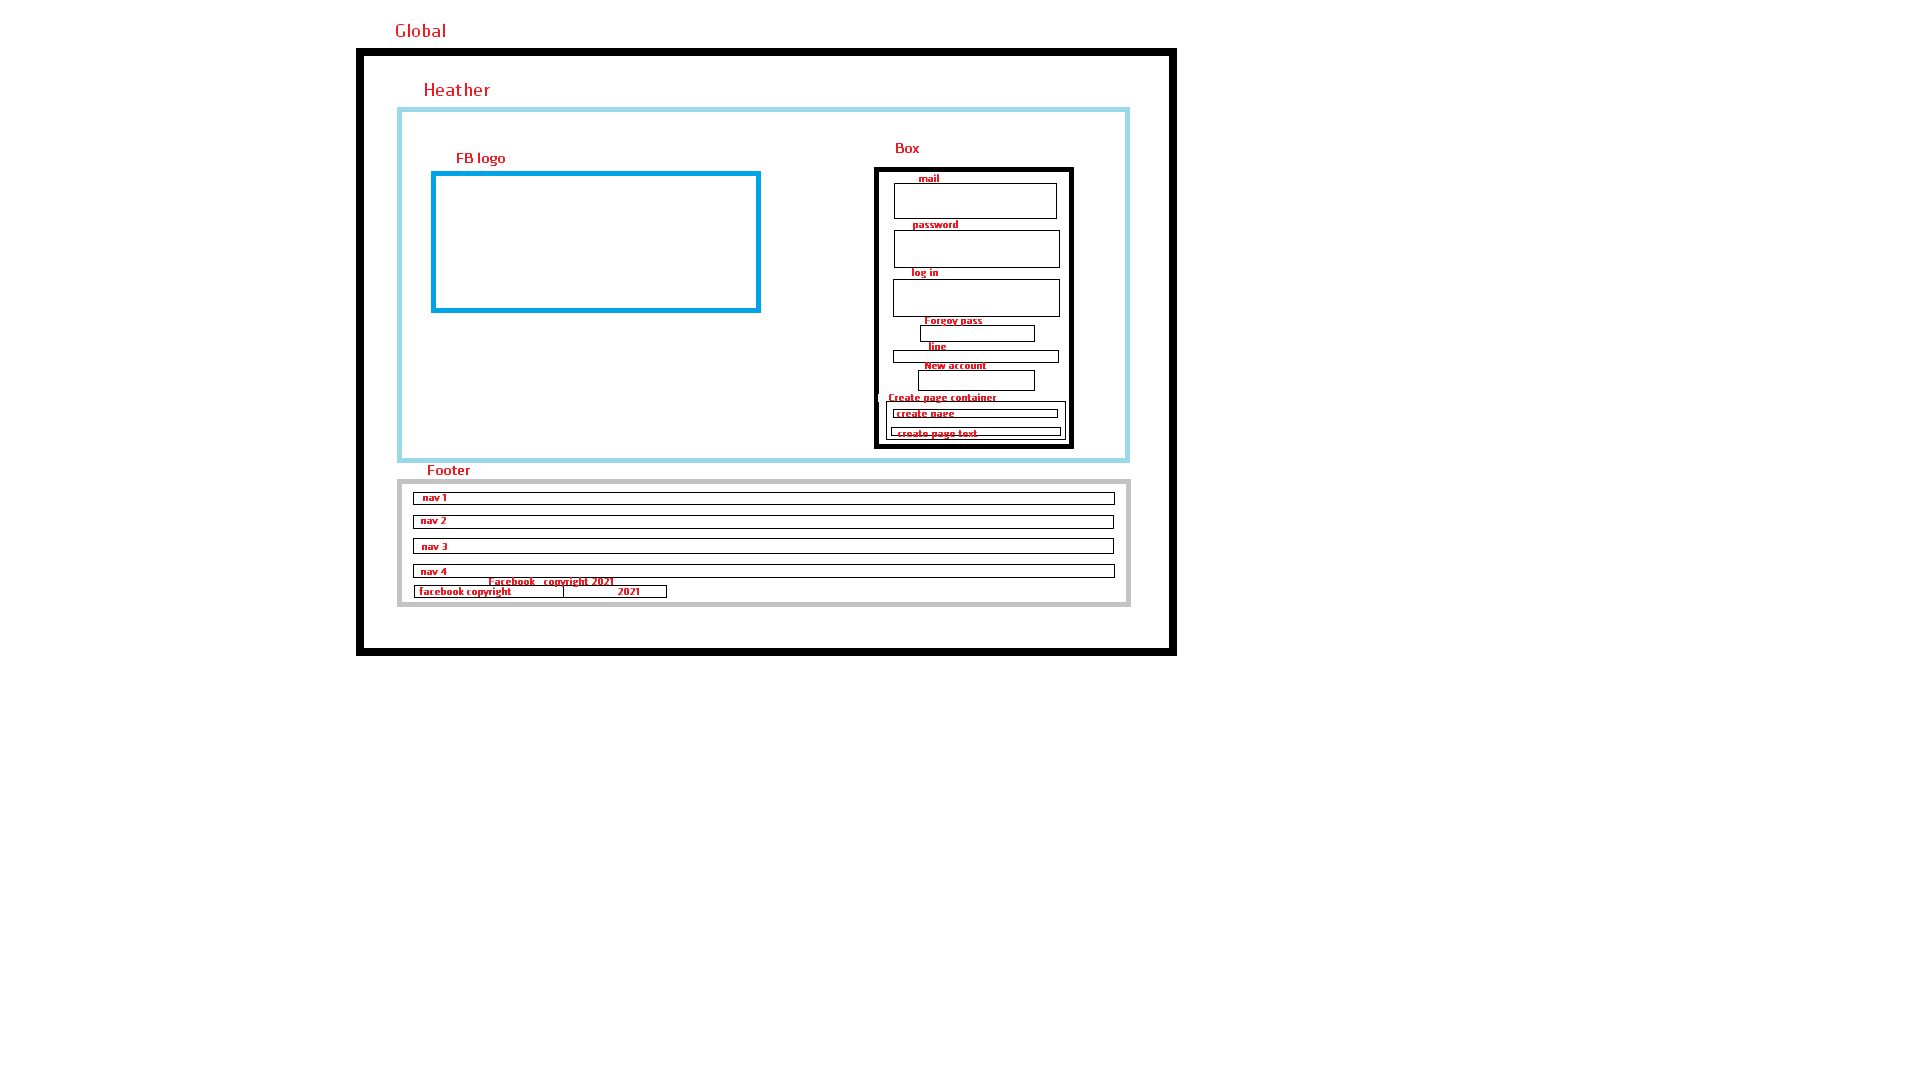 Global
Heather
FB logo
Box
mail
password
log in
Forgoy pass
line
New account
Create page container
create page
create page text
Footer
nav 1
nav 2
nav 3
nav 4
Facebook copyright 2021
facebook copyright 2021